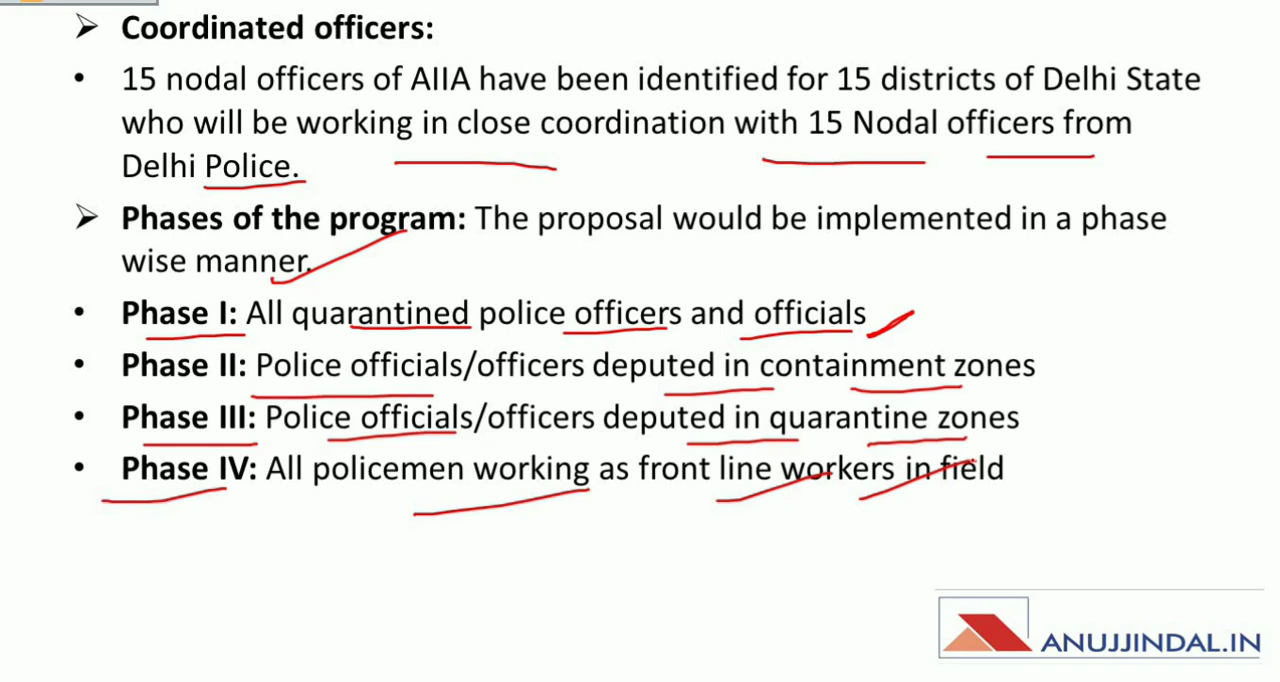 ➢ Coordinated officers:
• 15 nodal officers of AIIA have been identified for 15 districts of Delhi State
who will be working in close coordination with 15 Nodal officers from
Delhi Police.
➢ Phases of the program: The proposal would be implemented in a phase
wise manner.
• Phase I: All quarantined police officers and officials
• Phase II: Police officials/officers deputed in containment zones
• Phase III: Police officials/officers deputed in quarantine zones
• Phase IV: All policemen working as front line workers in field
ANUJJINDAL.IN